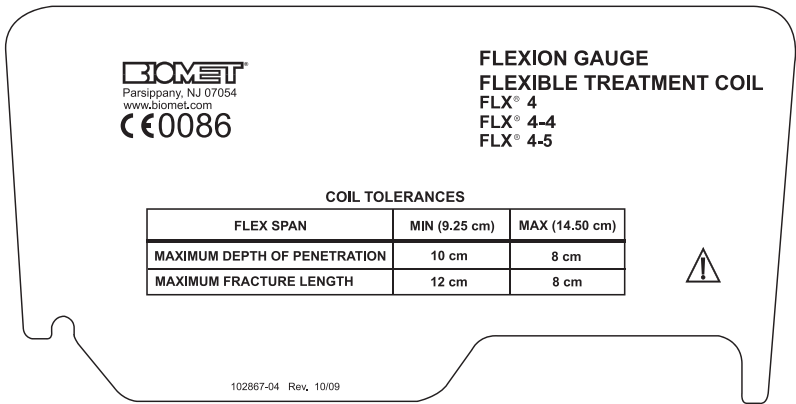 BIOMET®
Parsippany, NJ 07054
www.biomet.com
CE0086
FLEXION GAUGE
FLEXIBLE TREATMENT COIL
FLX® 4
FLX® 4-4
FLX® 4-5
COIL TOLERANCES
FLEX SPAN MIN (9.25 cm) MAX (14.50 cm)
MAXIMUM DEPTH OF PENETRATION 10 cm 8 cm
MAXIMUM FRACTURE LENGTH 12 cm 8 cm
102867-04 Rev. 10/09